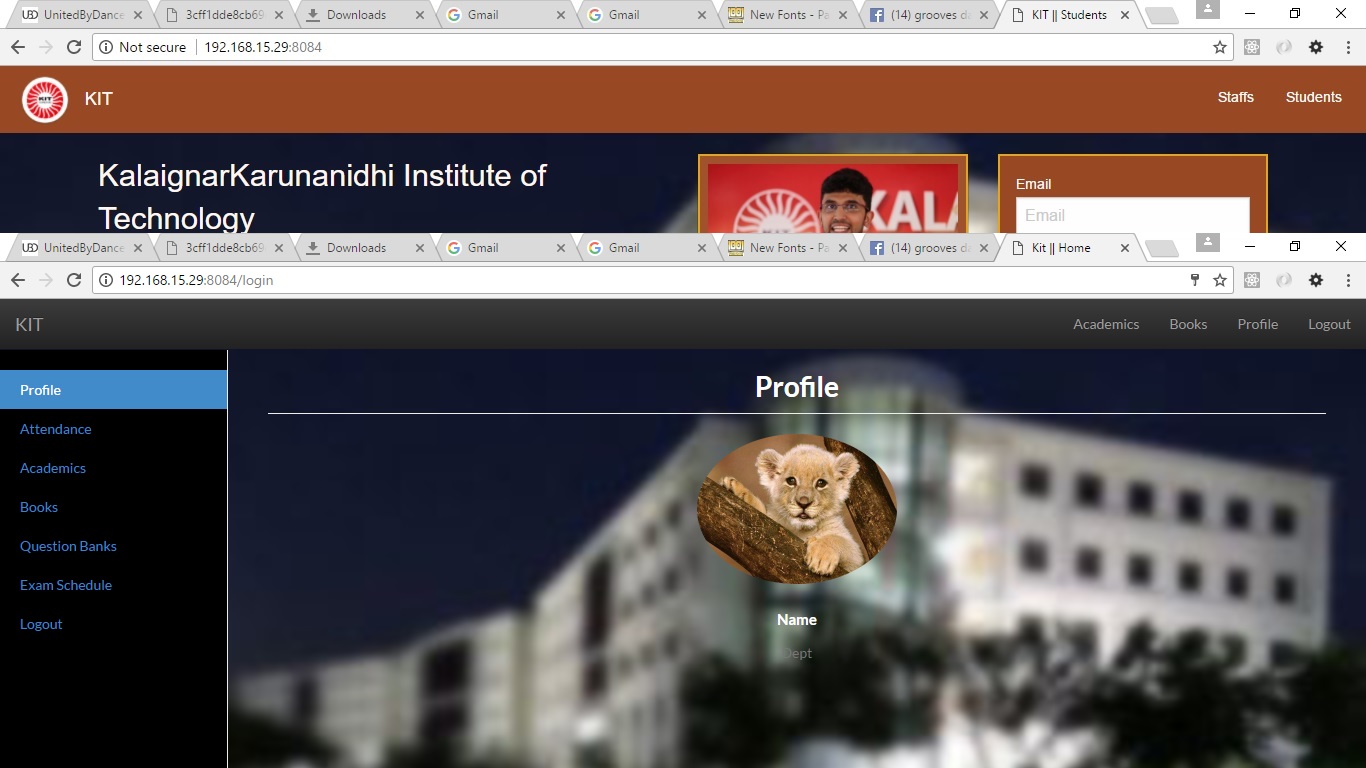 UnitedByDance
3cff1dde8cb69
Downloads
Gmail
Gmail
New Fonts - Pa
(14) grooves da
KIT || Students
Not secure
192.168.15.29:8084
KIT
Staffs
Students
KalaignarKarunanidhi Institute of
Technology
KALA
Email
Email
UnitedByDance
3cff1dde8cb69
Downloads
Gmail
Gmail
New Fonts - Pa
(14) grooves da
Kit || Home
192.168.15.29:8084/login
KIT
Academics
Books
Profile
Logout
Profile
Attendance
Academics
Books
Question Banks
Exam Schedule
Logout
Profile
Name
Dept